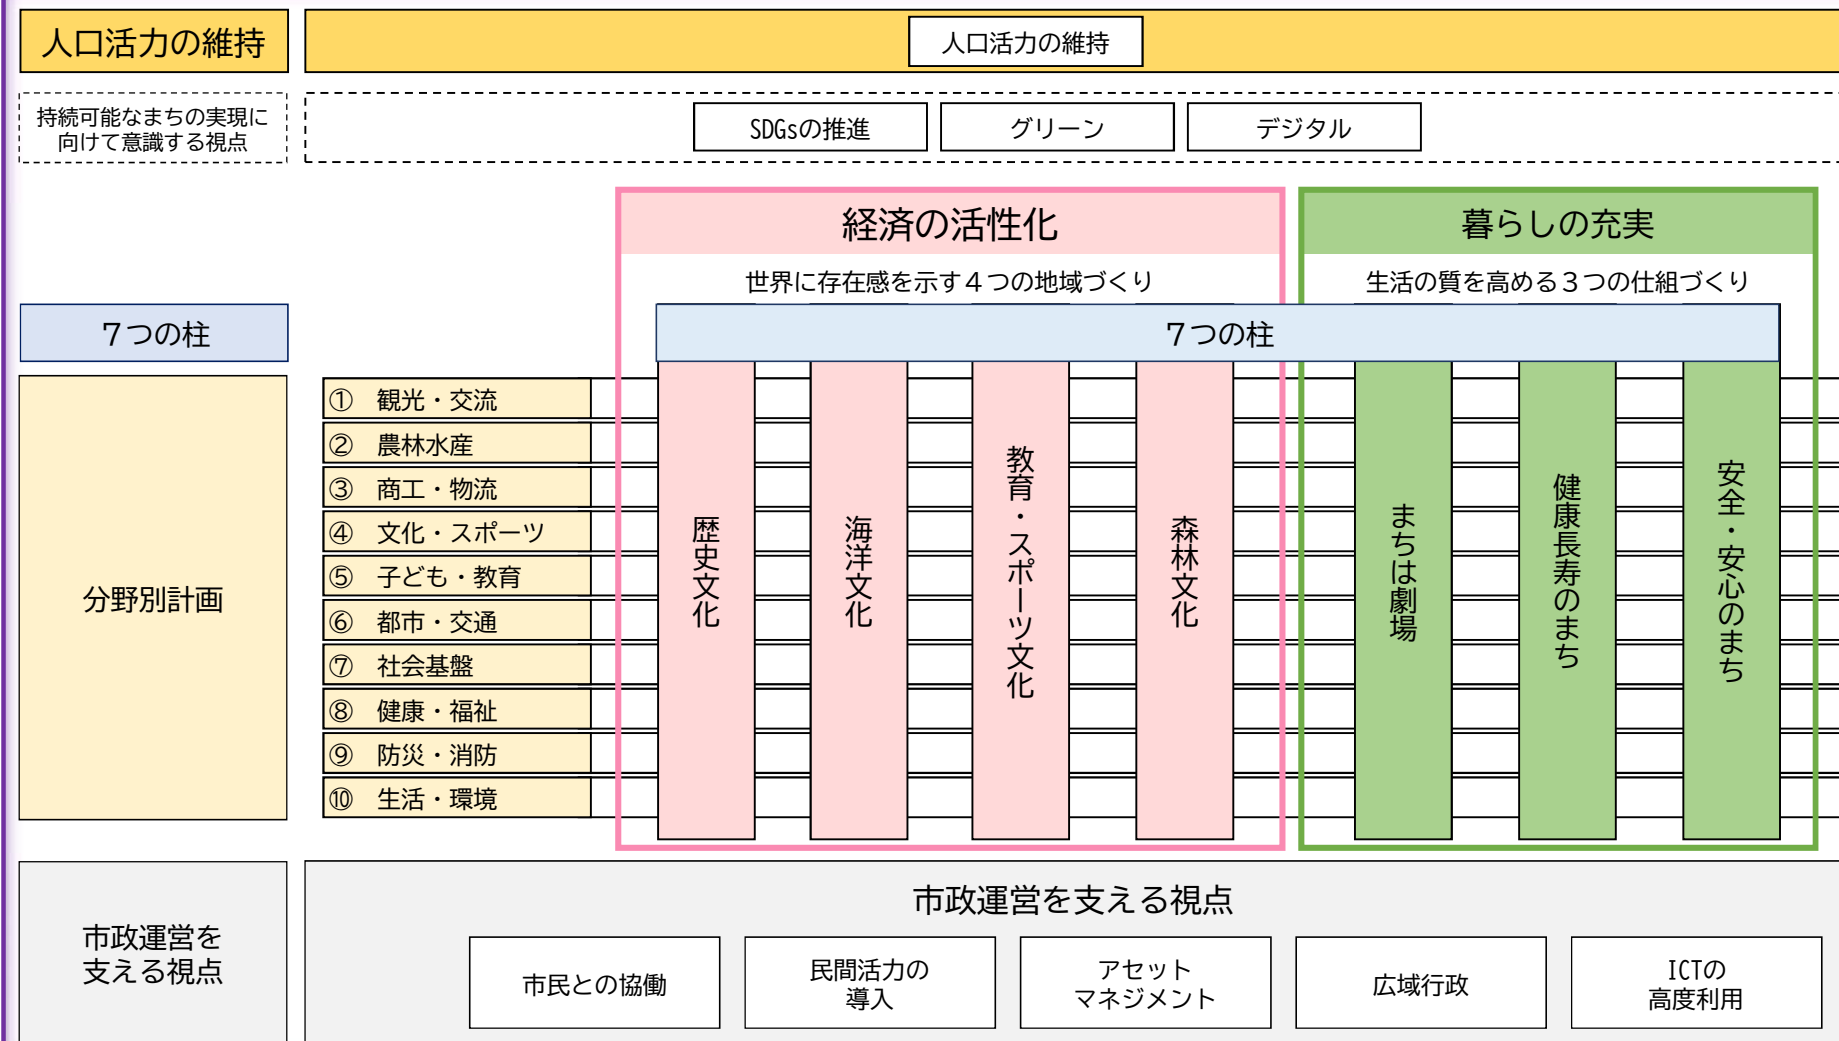 人口活力の維持
人口活力の維持
持続可能なまちの実現に
向けて意識する視点
SDGsの推進
グリーン
デジタル
経済の活性化
世界に存在感を示す４つの地域づくり
暮らしの充実
生活の質を高める３つの仕組づくり
７つの柱
７つの柱
分野別計画
① 観光・交流
② 農林水産
③ 商工・物流
④ 文化・スポーツ
⑤ 子ども・教育
⑥ 都市・交通
⑦ 社会基盤
⑧ 健康・福祉
⑨ 防災・消防
⑩ 生活・環境
歴史文化
海洋文化
教育・スポーツ文化
森林文化
まちは劇場
健康長寿のまち
安全・安心のまち
市政運営を
支える視点
市政運営を支える視点
市民との協働
民間活力の
導入
アセット
マネジメント
広域行政
ICTの
高度利用